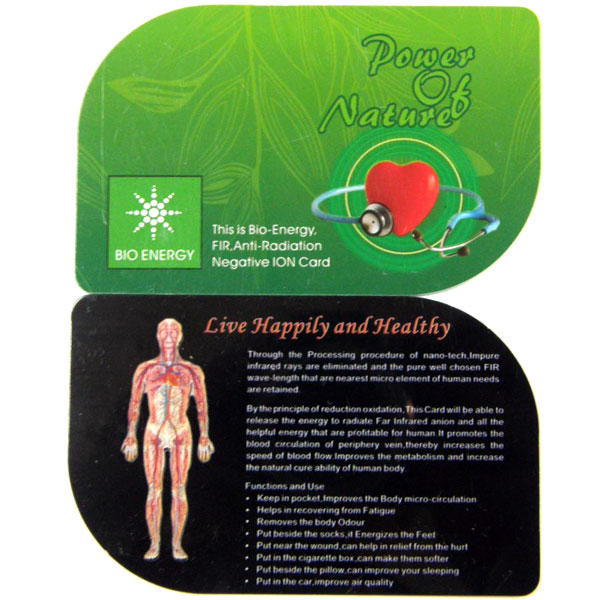 Power
Of
Nature
This is Bio-Energy,
FIR,Anti-Radiation
Negative ION Card
BIO ENERGY
Live Happily and Healthy
Through the Processing procedure of nano-tech,Impure
infrared rays are eliminated and the pure well chosen FIR
wave-length that are nearest micro element of human needs
are retained.
By the principle of reduction oxidation,This Card will be able to
release the energy to radiate Far Infrared anion and all the
helpful energy that are profitable for human It promotes the
blood circulation of periphery vein,thereby increases the
speed of blood flow.Improves the metabolism and increase
the natural cure ability of human body
Functions and Use
• Keep in pocket,Improves the Body micro-circulation
• Helps in recovering from Fatigue
• Removes the body Odour
• Put beside the socks,it Energizes the Feet
• Put near the wound,can help in relief from the hurt
• Put in the cigarette box,can make them softer
• Put beside the pillow,can improve your sleeping
• Put in the car,improve air quality